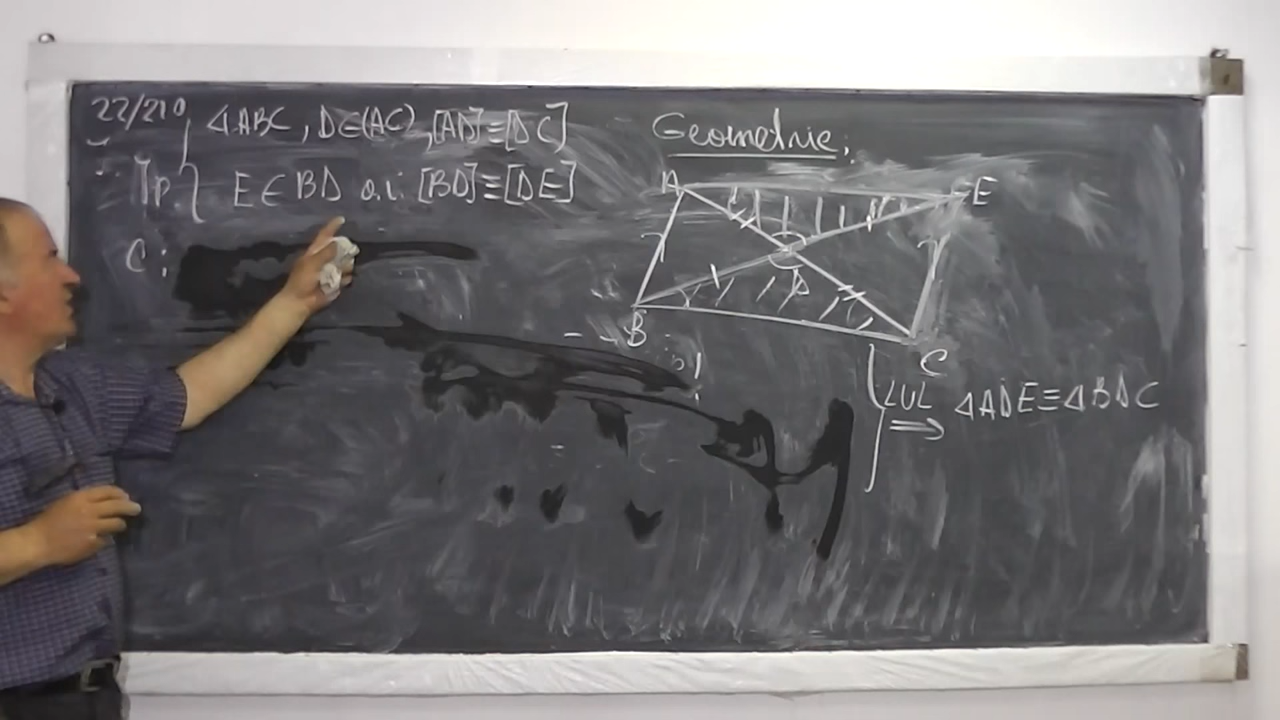 22/210
△ABC, D∈(AC), [AD]≡[DC]
Ip. { E∈BD a.î. [BD]≡[DE]
C:
Geometrie:
A
E
D
B
C
LUL ⟹ △ADE≡△BDC